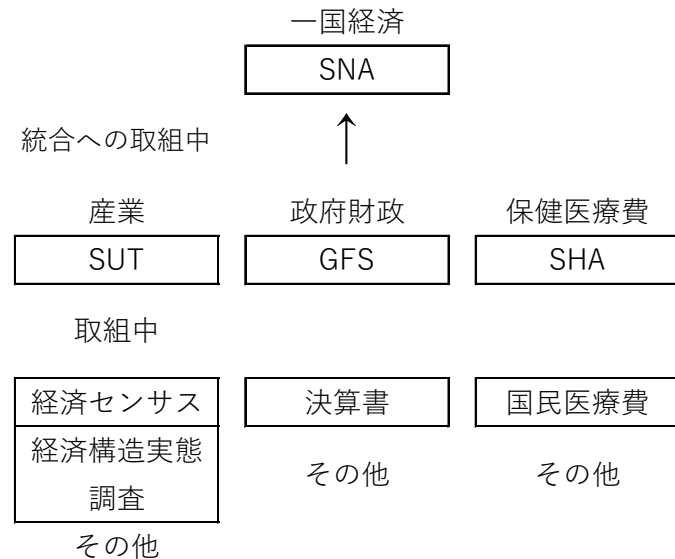 一国経済
SNA
統合への取組中
↑
産業 政府財政 保健医療費
SUT GFS SHA
取組中
経済センサス 決算書 国民医療費
経済構造実態
調査
その他 その他
その他